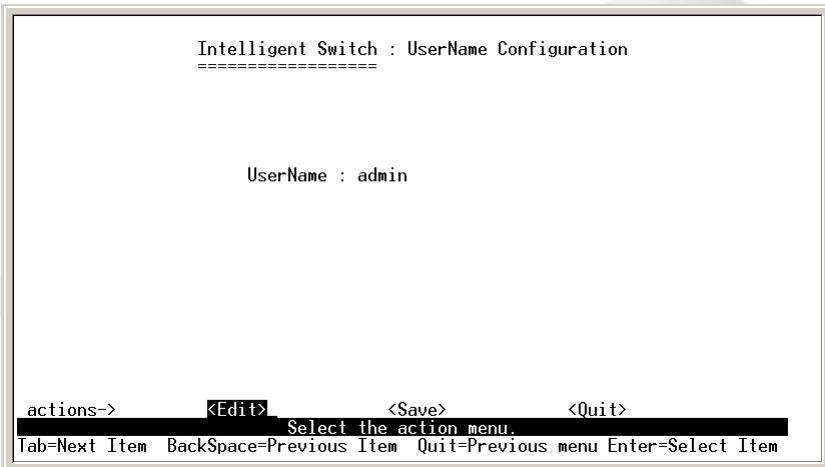 Intelligent Switch : UserName Configuration
==================
UserName : admin
actions-> <Edit> <Save> <Quit>
Select the action menu.
Tab=Next Item BackSpace=Previous Item Quit=Previous menu Enter=Select Item